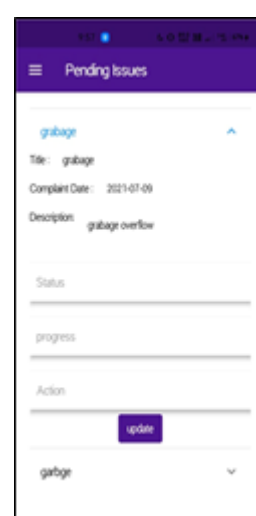 Pending Issues
grabage
Title : grabage
Complaint Date : 2021-07-09
Description: grabage overflow
Status
progress
Action
update
garbge